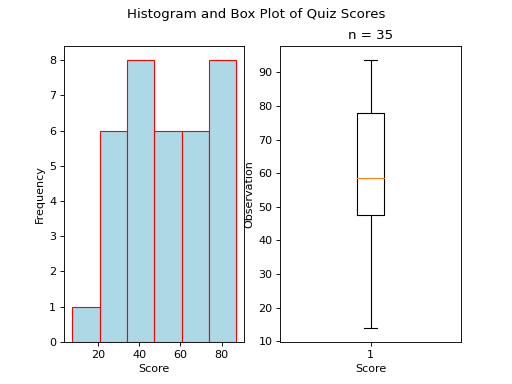 Histogram and Box Plot of Quiz Scores
8
7
6
5
4
3
2
1
0
Frequency
20 40 60 80
Score
n = 35
90
80
70
60
50
40
30
20
10
Observation
1
Score